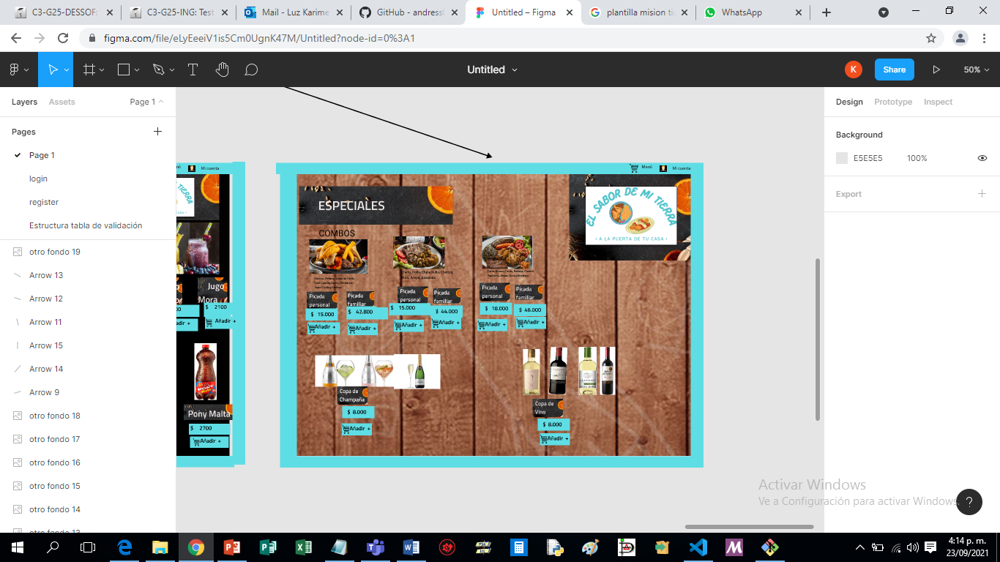 C3-G25-DESSOF:
C3-G25-ING: Test
Mail - Luz Karime
GitHub - andress
Untitled – Figma
plantilla mision ti
WhatsApp
figma.com/file/eLyEeeiV1is5Cm0UgnK47M/Untitled?node-id=0%3A1
Untitled
K
Share
50%
Layers
Assets
Page 1
Pages
Page 1
login
register
Estructura tabla de validación
otro fondo 19
Arrow 13
Arrow 12
Arrow 11
Arrow 15
Arrow 14
Arrow 9
otro fondo 18
otro fondo 17
otro fondo 16
otro fondo 15
otro fondo 14
otro fondo 13
Menú
Mi cuenta
TIERRA
Jugo
Mora
$ 2100
Añadir +
Pony Malta
$ 2700
Añadir +
Menú
Mi cuenta
ESPECIALES
EL SABOR DE MI TIERRA
• A LA PUERTA DE TU CASA •
COMBOS
Picada
personal
$ 15.000
Añadir +
Picada
familiar
$ 42.800
Añadir +
Picada
personal
$ 15.000
Añadir +
Picada
familiar
$ 44.000
Añadir +
Picada
personal
$ 18.000
Añadir +
Picada
familiar
$ 46.000
Añadir +
Copa de
Champaña
$ 8.000
Añadir +
Copa de
Vino
$ 8.000
Añadir +
Design
Prototype
Inspect
Background
E5E5E5
100%
Export
Activar Windows
Ve a Configuración para activar Windows.
?
4:14 p. m.
23/09/2021